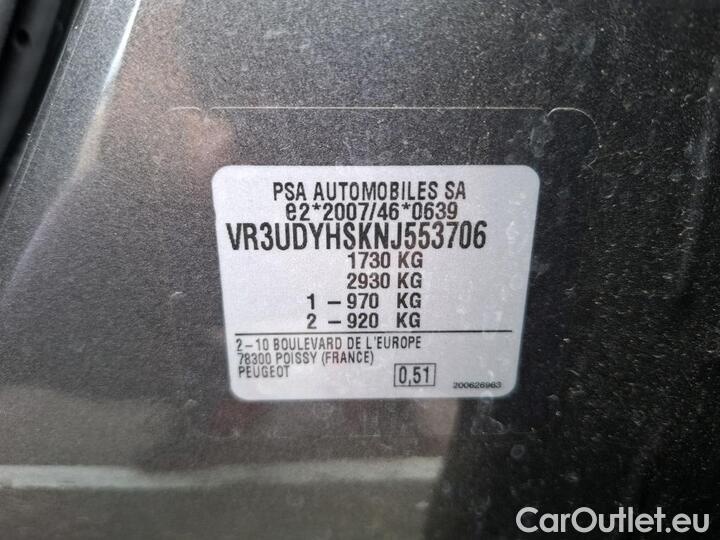 PSA AUTOMOBILES SA
e2*2007/46*0639
VR3UDYHSKNJ553706
1730 KG
2930 KG
1 – 970 KG
2 – 920 KG
2–10 BOULEVARD DE L'EUROPE
78300 POISSY (FRANCE)
PEUGEOT
0,51
200626963
CarOutlet.eu